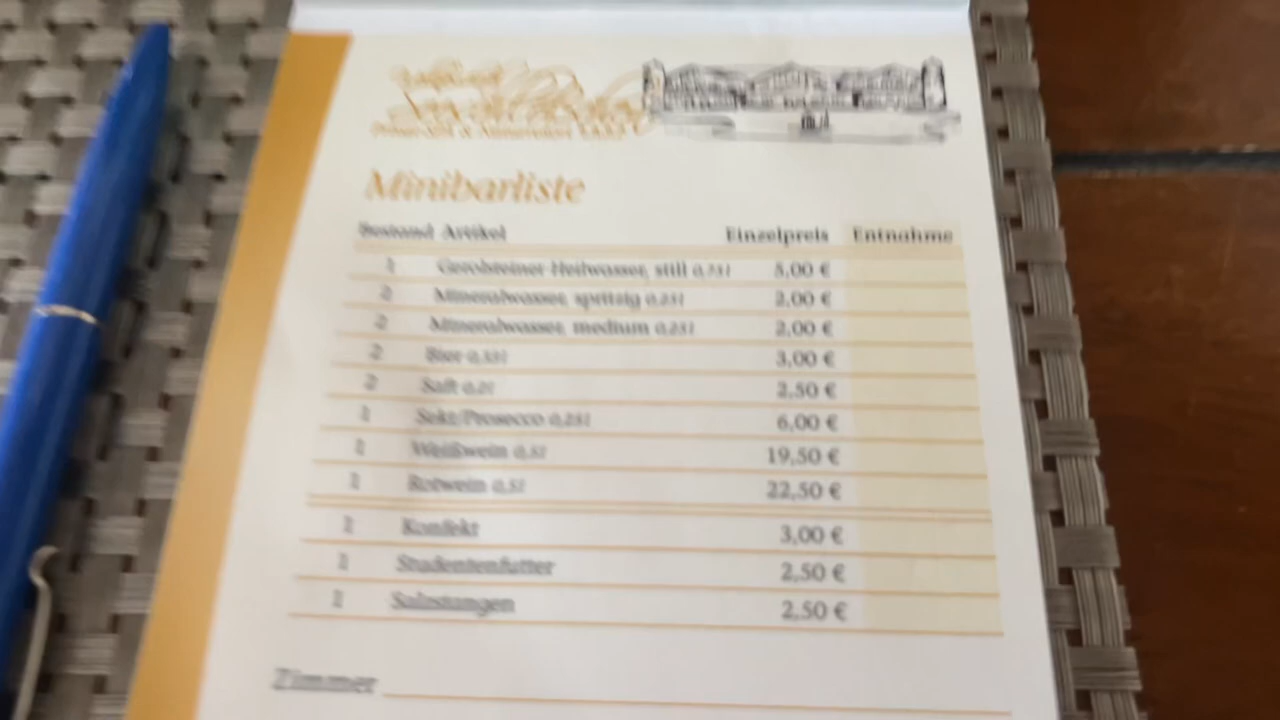 Minibarliste
Bestand Artikel Einzelpreis Entnahme
1 Gerolsteiner Heilwasser, still 0,75l 5,00 €
2 Mineralwasser, spritzig 0,25l 2,00 €
2 Mineralwasser, medium 0,25l 2,00 €
2 Bier 0,33l 3,00 €
2 Saft 0,2l 2,50 €
1 Sekt/Prosecco 0,25l 6,00 €
1 Weißwein 0,5l 19,50 €
1 Rotwein 0,5l 22,50 €
1 Konfekt 3,00 €
1 Studentenfutter 2,50 €
1 Salzstangen 2,50 €
Zimmer